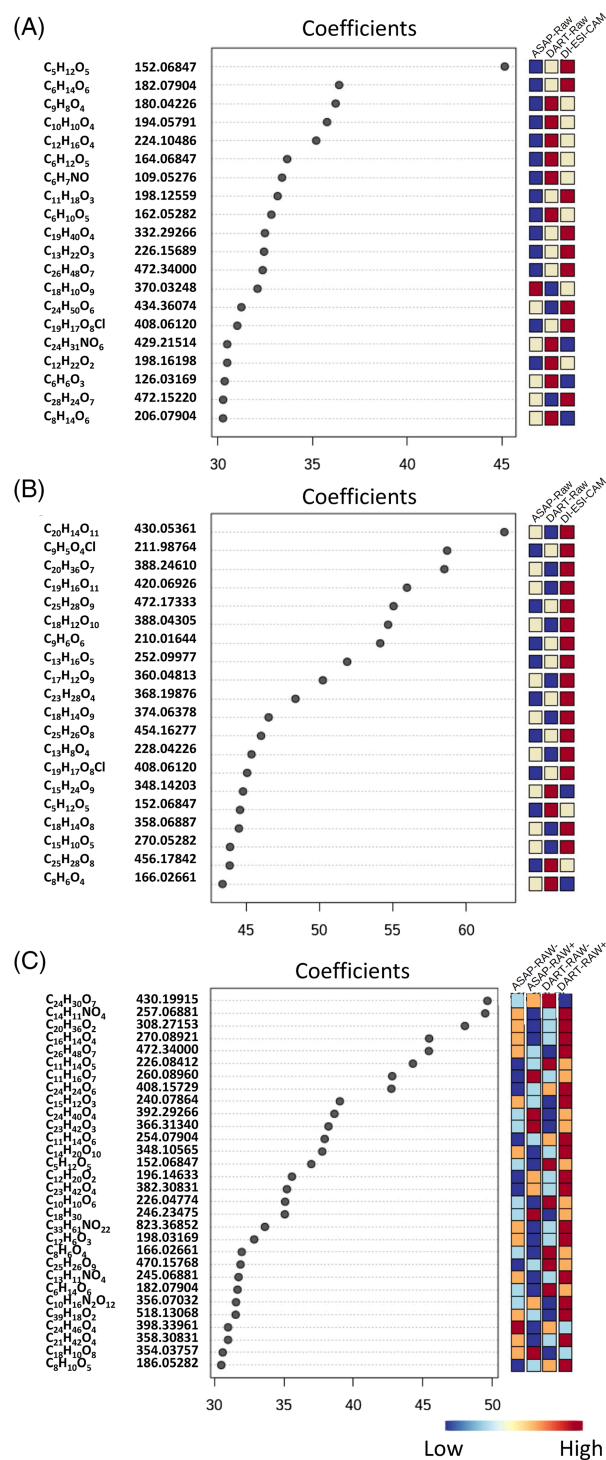 (A)
Coefficients
ASAP-Raw
DART-Raw
DI-ESI-CAM
C5H12O5 152.06847
C6H14O6 182.07904
C9H8O4 180.04226
C10H10O4 194.05791
C12H16O4 224.10486
C6H12O5 164.06847
C6H7NO 109.05276
C11H18O3 198.12559
C6H10O5 162.05282
C19H40O4 332.29266
C13H22O3 226.15689
C26H48O7 472.34000
C18H10O9 370.03248
C24H50O6 434.36074
C19H17O8Cl 408.06120
C24H31NO6 429.21514
C12H22O2 198.16198
C6H6O3 126.03169
C28H24O7 472.15220
C8H14O6 206.07904
30 35 40 45
(B)
Coefficients
ASAP-Raw
DART-Raw
DI-ESI-CAM
C20H14O11 430.05361
C9H5O4Cl 211.98764
C20H36O7 388.24610
C19H16O11 420.06926
C25H28O9 472.17333
C18H12O10 388.04305
C9H6O6 210.01644
C13H16O5 252.09977
C17H12O9 360.04813
C23H28O4 368.19876
C18H14O9 374.06378
C25H26O8 454.16277
C13H8O4 228.04226
C19H17O8Cl 408.06120
C15H24O9 348.14203
C5H12O5 152.06847
C18H14O8 358.06887
C15H10O5 270.05282
C25H28O8 456.17842
C8H6O4 166.02661
45 50 55 60
(C)
Coefficients
ASAP-RAW-
ASAP-RAW+
DART-RAW-
DART-RAW+
C24H30O7 430.19915
C14H11NO4 257.06881
C20H36O2 308.27153
C16H14O4 270.08921
C26H48O7 472.34000
C11H14O5 226.08412
C11H16O7 260.08960
C24H24O6 408.15729
C15H12O3 240.07864
C24H40O4 392.29266
C23H42O3 366.31340
C11H14O6 254.07904
C14H20O10 348.10565
C5H12O5 152.06847
C12H20O2 196.14633
C23H42O4 382.30831
C10H10O6 226.04774
C18H30 246.23475
C33H61NO22 823.36852
C12H6O3 198.03169
C8H6O4 166.02661
C25H26O9 470.15768
C13H11NO4 245.06881
C6H14O6 182.07904
C10H16N2O12 356.07032
C39H18O2 518.13068
C24H46O4 398.33961
C21H42O4 358.30831
C18H10O8 354.03757
C8H10O5 186.05282
30 35 40 45 50
Low High